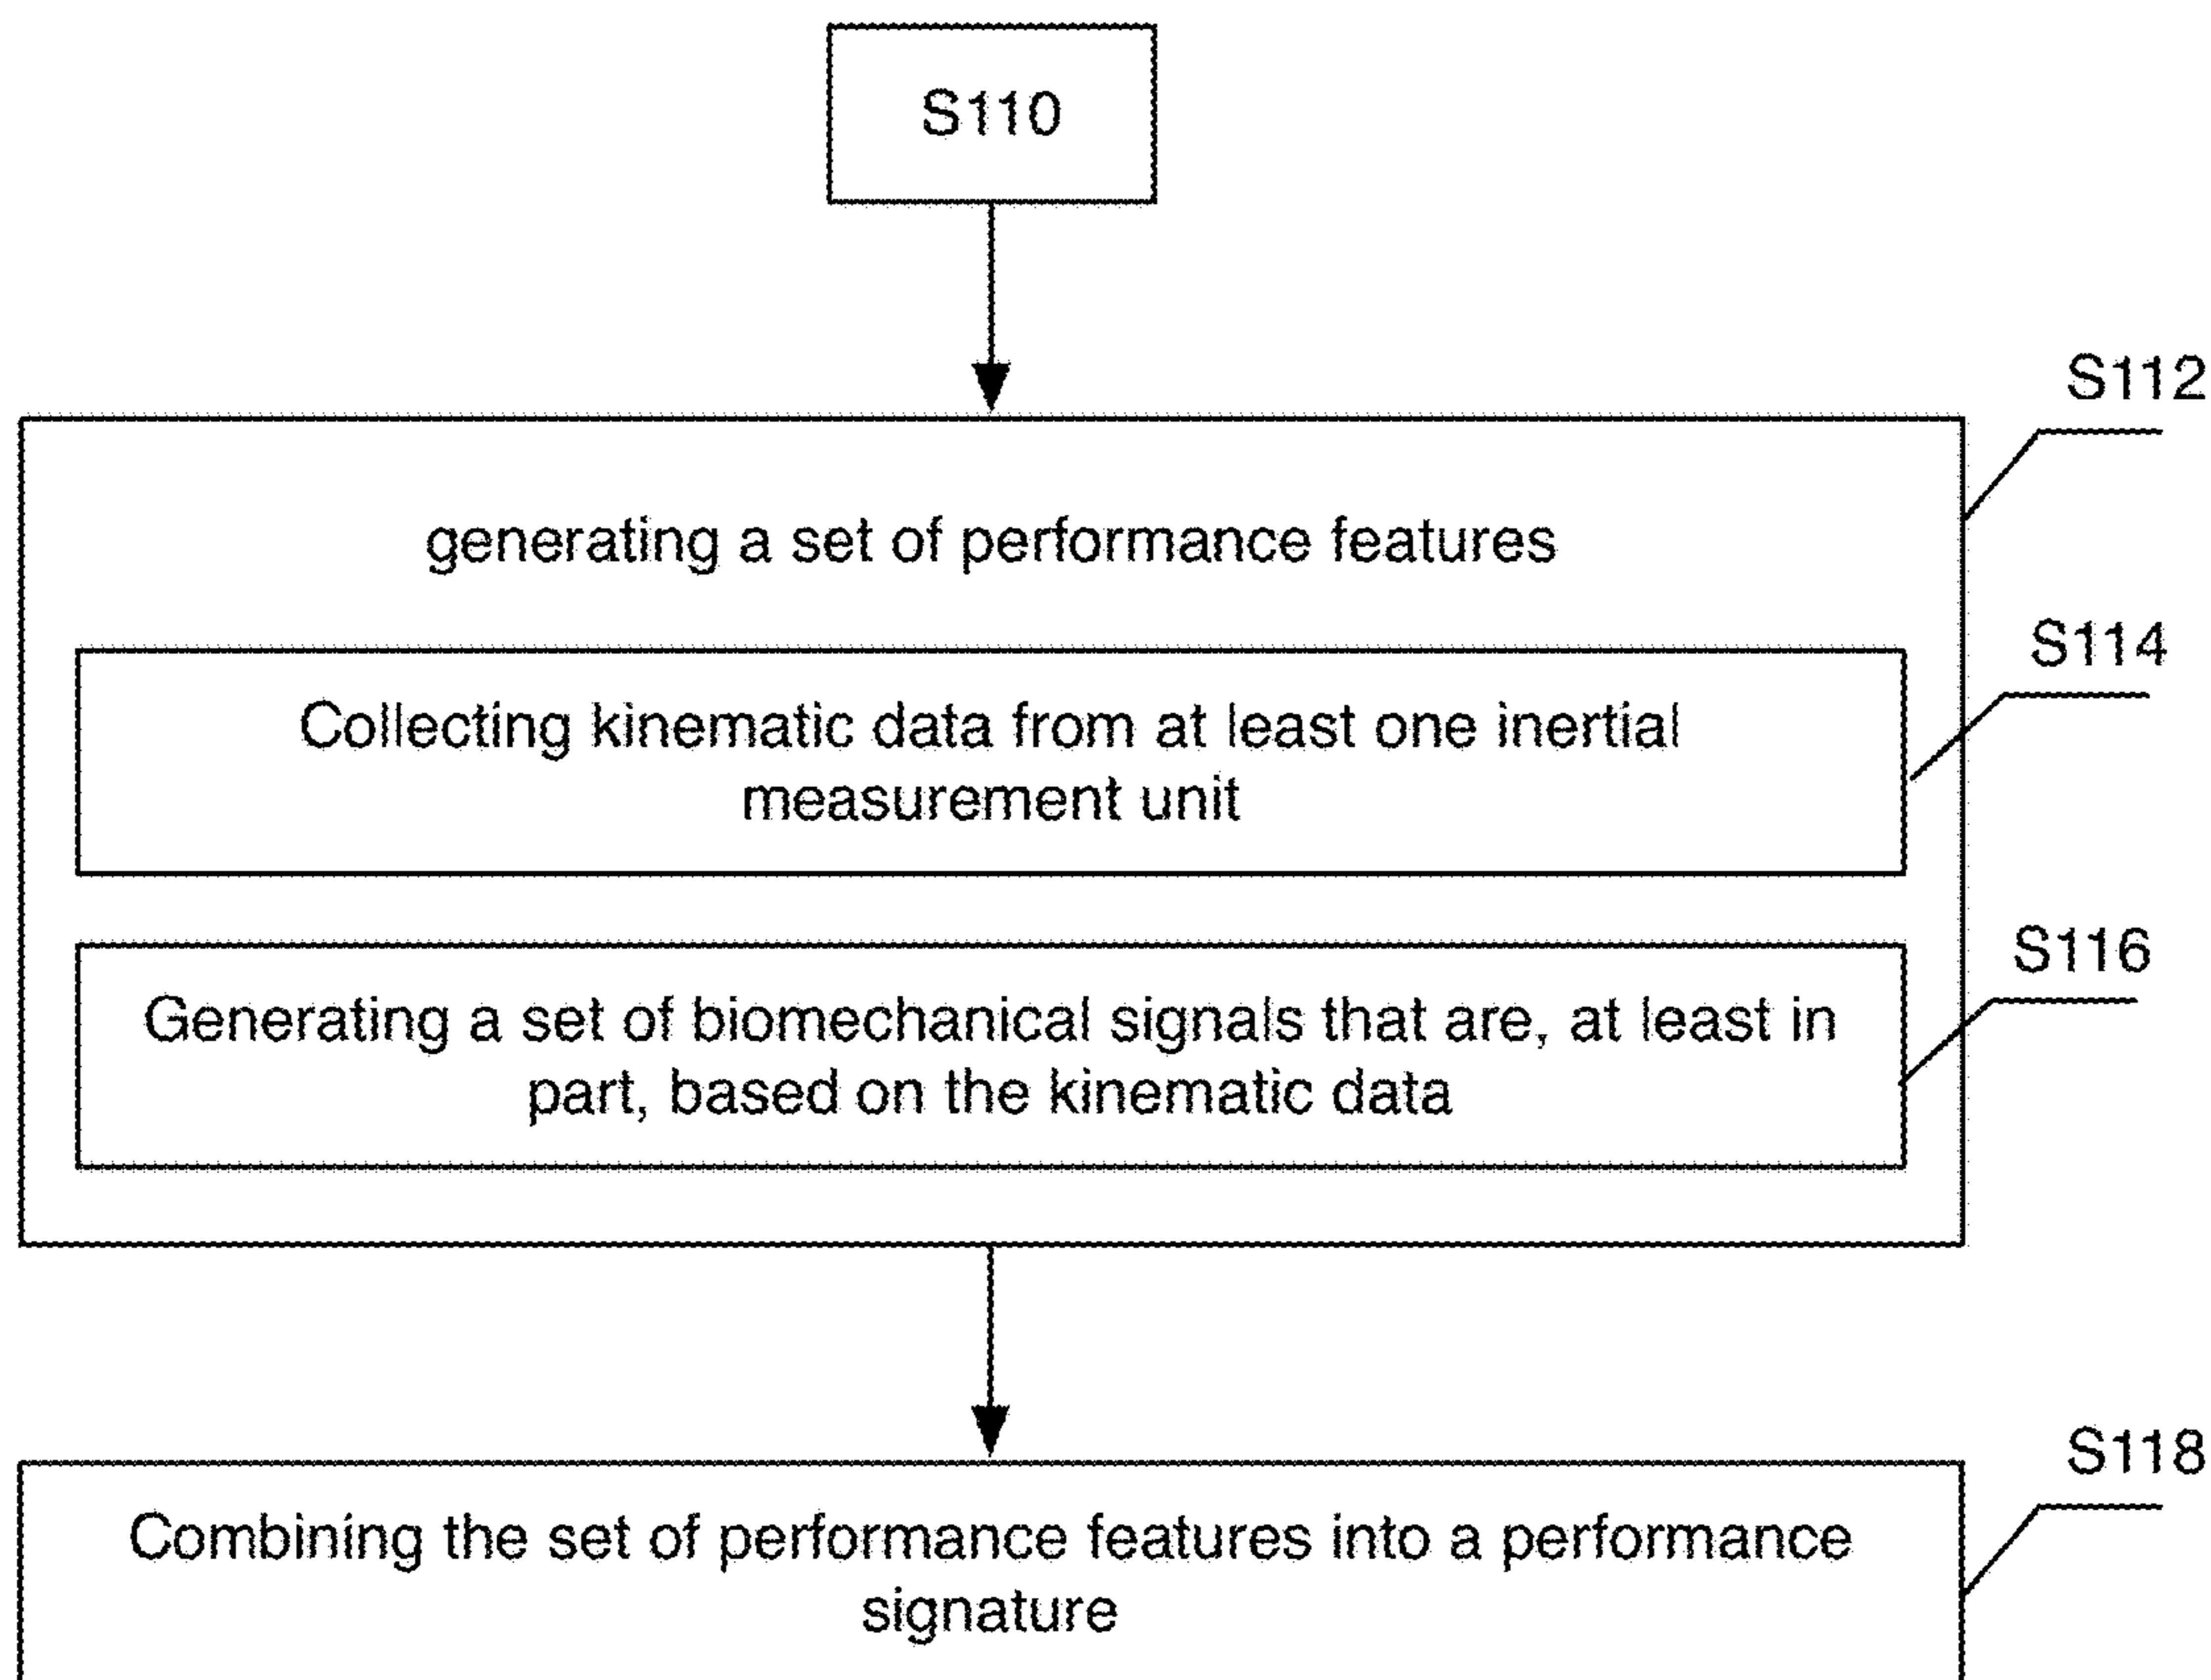 S110
S112
generating a set of performance features
S114
Collecting kinematic data from at least one inertial
measurement unit
S116
Generating a set of biomechanical signals that are, at least in
part, based on the kinematic data
S118
Combining the set of performance features into a performance
signature